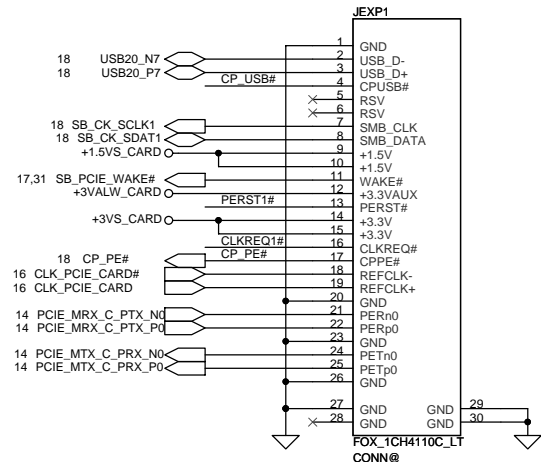 JEXP1
1 GND
18 USB20_N7 2 USB_D-
18 USB20_P7 3 USB_D+
CP_USB# 4 CPUSB#
5 RSV
6 RSV
18 SB_CK_SCLK1 7 SMB_CLK
18 SB_CK_SDAT1 8 SMB_DATA
+1.5VS_CARD 9 +1.5V
10 +1.5V
17,31 SB_PCIE_WAKE# 11 WAKE#
+3VALW_CARD 12 +3.3VAUX
PERST1# 13 PERST#
+3VS_CARD 14 +3.3V
15 +3.3V
CLKREQ1# 16 CLKREQ#
18 CP_PE# CP_PE# 17 CPPE#
16 CLK_PCIE_CARD# 18 REFCLK-
16 CLK_PCIE_CARD 19 REFCLK+
20 GND
14 PCIE_MRX_C_PTX_N0 21 PERn0
14 PCIE_MRX_C_PTX_P0 22 PERp0
23 GND
14 PCIE_MTX_C_PRX_N0 24 PETn0
14 PCIE_MTX_C_PRX_P0 25 PETp0
26 GND
27 GND GND 29
28 GND GND 30
FOX_1CH4110C_LT
CONN@